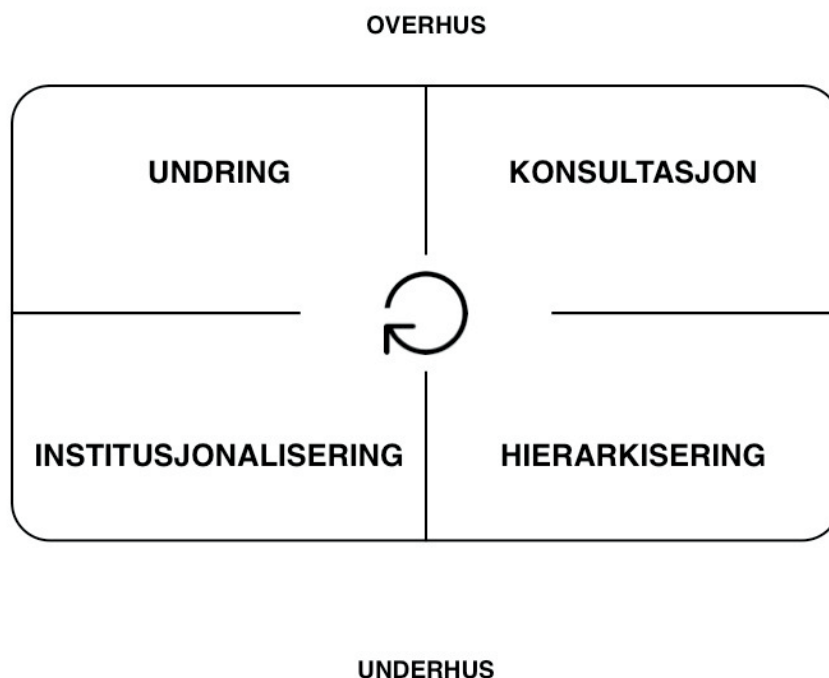 OVERHUS
UNDRING
KONSULTASJON
INSTITUSJONALISERING
HIERARKISERING
UNDERHUS